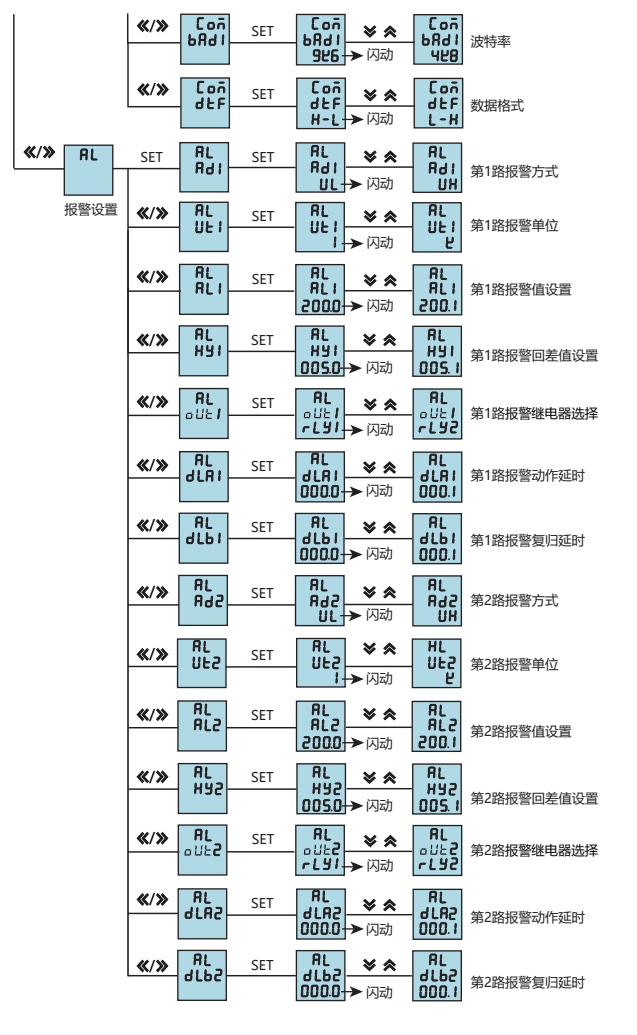 Con Con Con
«/» bAd1 SET bAd1 bAd1 波特率
9k6 闪动 4k8
Con Con Con
«/» dtF SET dtF dtF 数据格式
H-L 闪动 L-H
«/» AL SET AL SET AL AL
Ad1 Ad1 Ad1 第1路报警方式
报警设置 UL 闪动 UH
«/» AL SET AL AL
Ut1 Ut1 Ut1 第1路报警单位
1 闪动 k
«/» AL SET AL AL
AL1 AL1 AL1 第1路报警值设置
200.0 闪动 200.1
«/» AL SET AL AL
HY1 HY1 HY1 第1路报警回差值设置
005.0 闪动 005.1
«/» AL SET AL AL
oUt1 oUt1 oUt1 第1路报警继电器选择
rLY1 闪动 rLY2
«/» AL SET AL AL
dLA1 dLA1 dLA1 第1路报警动作延时
000.0 闪动 000.1
«/» AL SET AL AL
dLb1 dLb1 dLb1 第1路报警复归延时
000.0 闪动 000.1
«/» AL SET AL AL
Ad2 Ad2 Ad2 第2路报警方式
UL 闪动 UH
«/» AL SET AL HL
Ut2 Ut2 Ut2 第2路报警单位
1 闪动 k
«/» AL SET AL AL
AL2 AL2 AL2 第2路报警值设置
200.0 闪动 200.1
«/» AL SET AL AL
HY2 HY2 HY2 第2路报警回差值设置
005.0 闪动 005.1
«/» AL SET AL AL
oUt2 oUt2 oUt2 第2路报警继电器选择
rLY1 闪动 rLY2
«/» AL SET AL AL
dLA2 dLA2 dLA2 第2路报警动作延时
000.0 闪动 000.1
«/» AL SET AL AL
dLb2 dLb2 dLb2 第2路报警复归延时
000.0 闪动 000.1